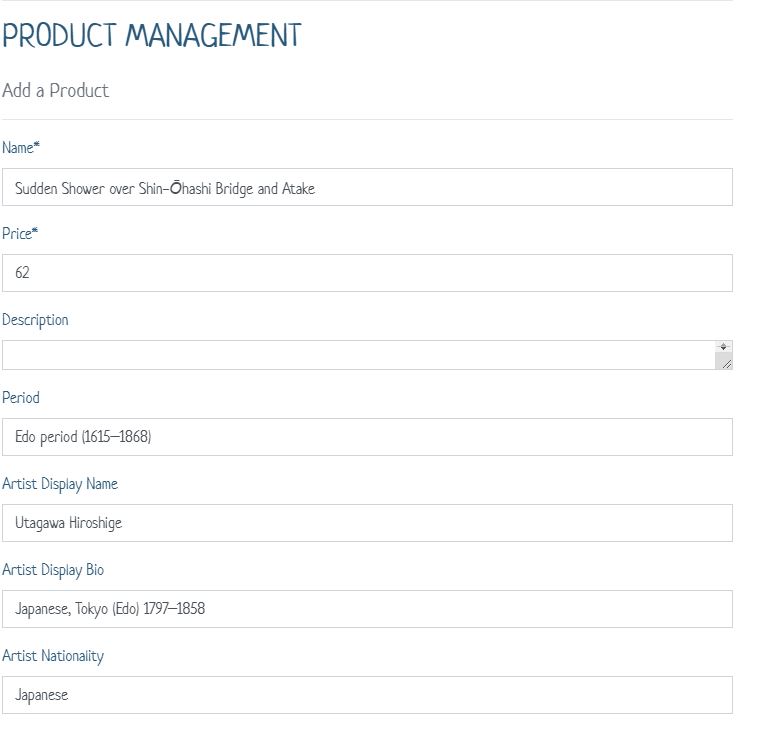 PRODUCT MANAGEMENT
Add a Product
Name*
Sudden Shower over Shin-Ōhashi Bridge and Atake
Price*
62
Description
Period
Edo period (1615–1868)
Artist Display Name
Utagawa Hiroshige
Artist Display Bio
Japanese, Tokyo (Edo) 1797–1858
Artist Nationality
Japanese